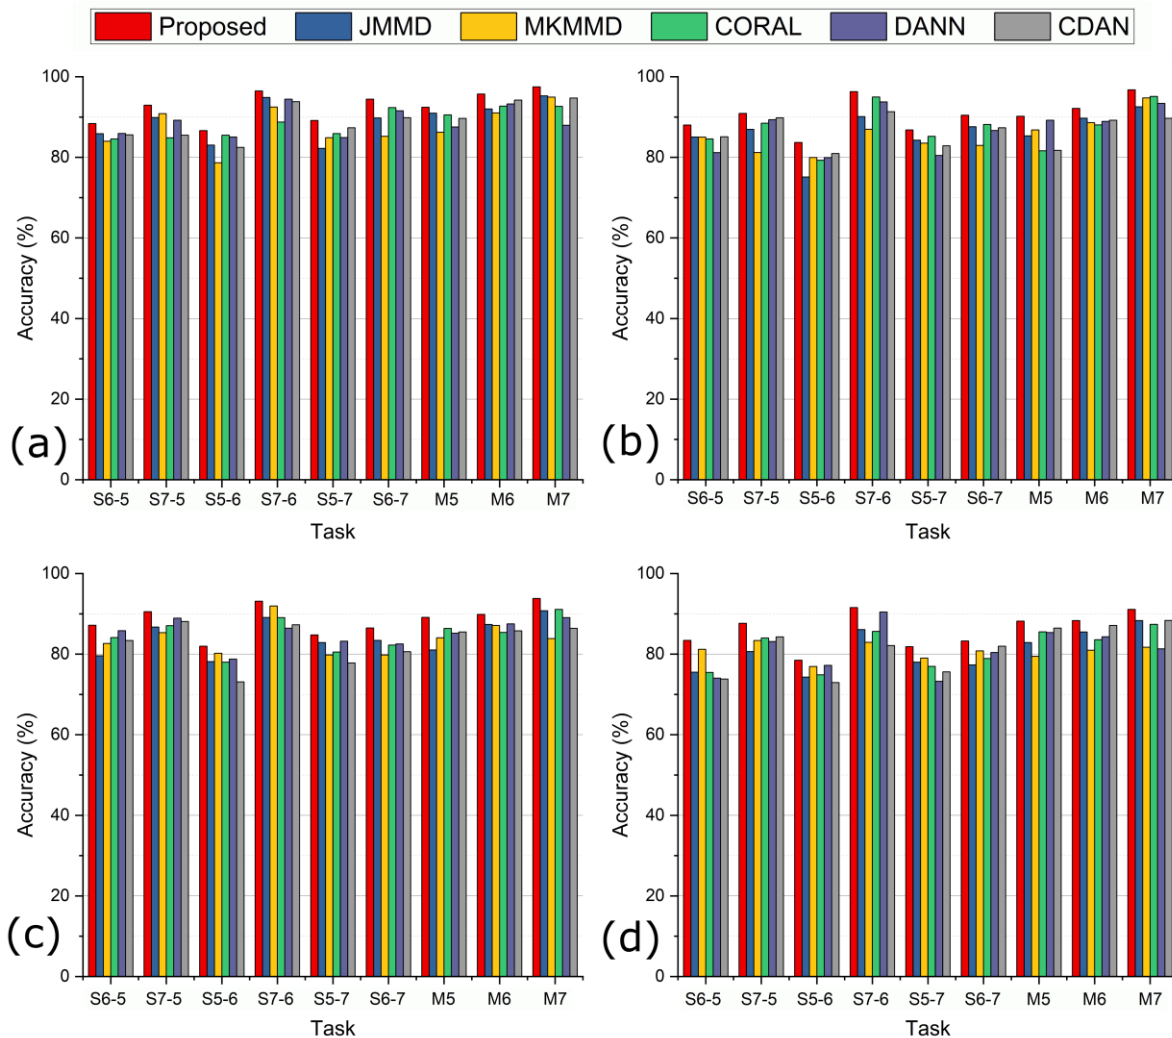 Proposed JMMD MKMMD CORAL DANN CDAN
100
80
60
40
20
0
Accuracy (%)
(a)
S6-5 S7-5 S5-6 S7-6 S5-7 S6-7 M5 M6 M7
Task
100
80
60
40
20
0
Accuracy (%)
(b)
S6-5 S7-5 S5-6 S7-6 S5-7 S6-7 M5 M6 M7
Task
100
80
60
40
20
0
Accuracy (%)
(c)
S6-5 S7-5 S5-6 S7-6 S5-7 S6-7 M5 M6 M7
Task
100
80
60
40
20
0
Accuracy (%)
(d)
S6-5 S7-5 S5-6 S7-6 S5-7 S6-7 M5 M6 M7
Task